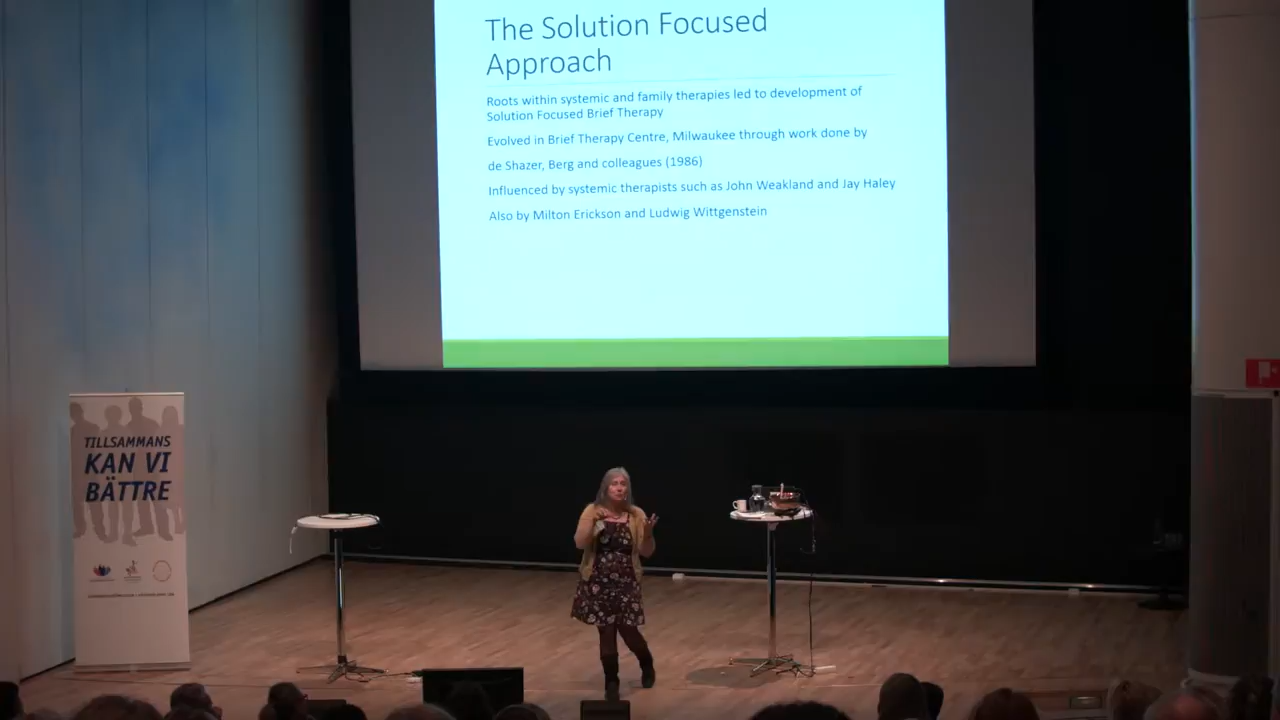 The Solution Focused
Approach
Roots within systemic and family therapies led to development of
Solution Focused Brief Therapy
Evolved in Brief Therapy Centre, Milwaukee through work done by
de Shazer, Berg and colleagues (1986)
Influenced by systemic therapists such as John Weakland and Jay Haley
Also by Milton Erickson and Ludwig Wittgenstein
TILLSAMMANS
KAN VI
BÄTTRE